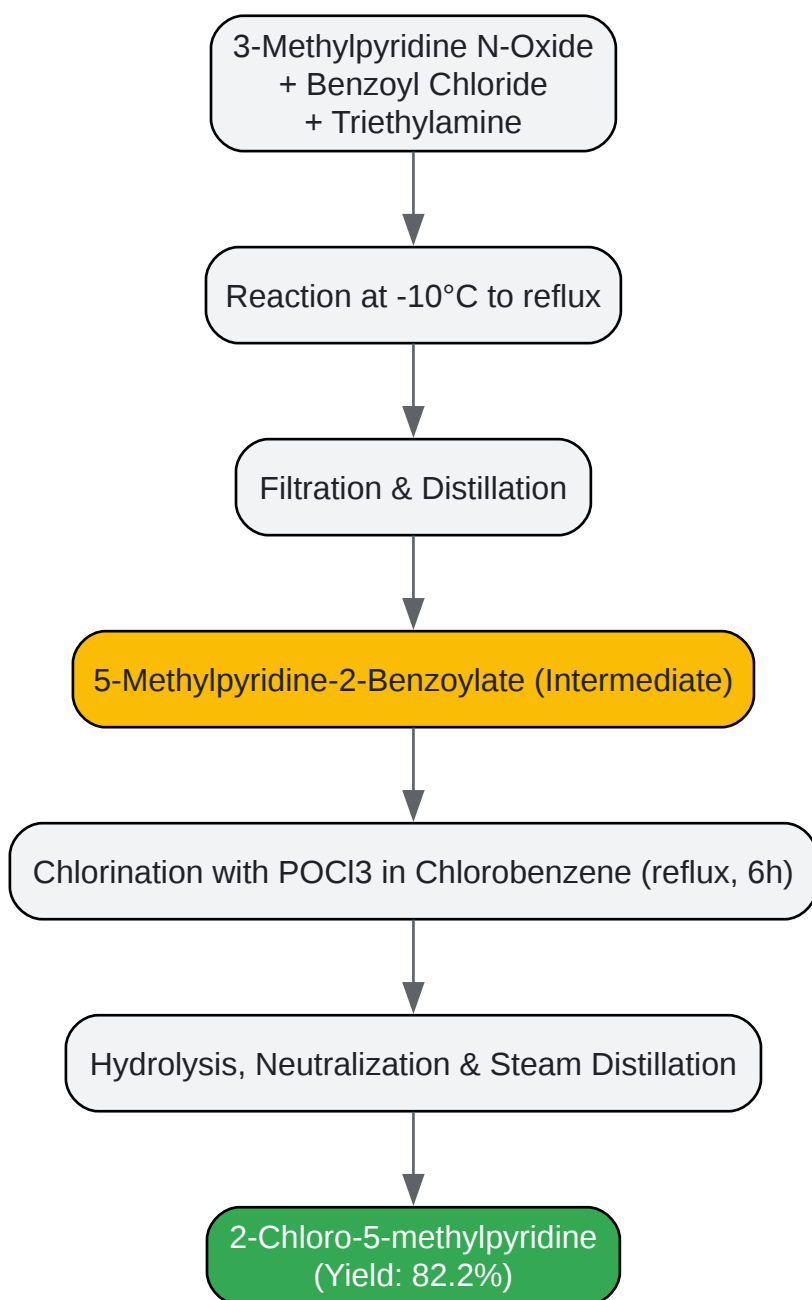 3-Methylpyridine N-Oxide
+ Benzoyl Chloride
+ Triethylamine
Reaction at -10°C to reflux
Filtration & Distillation
5-Methylpyridine-2-Benzoylate (Intermediate)
Chlorination with POCl3 in Chlorobenzene (reflux, 6h)
Hydrolysis, Neutralization & Steam Distillation
2-Chloro-5-methylpyridine
(Yield: 82.2%)